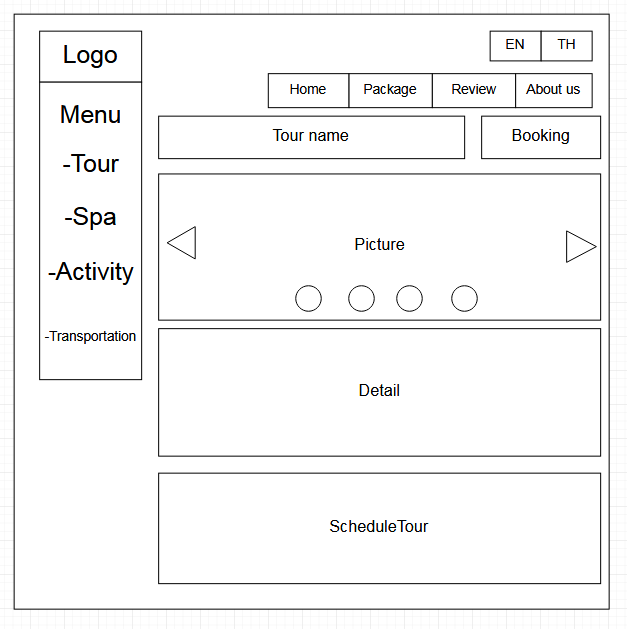 Logo
Menu
-Tour
-Spa
-Activity
-Transportation
EN TH
Home Package Review About us
Tour name Booking
Picture
Detail
ScheduleTour